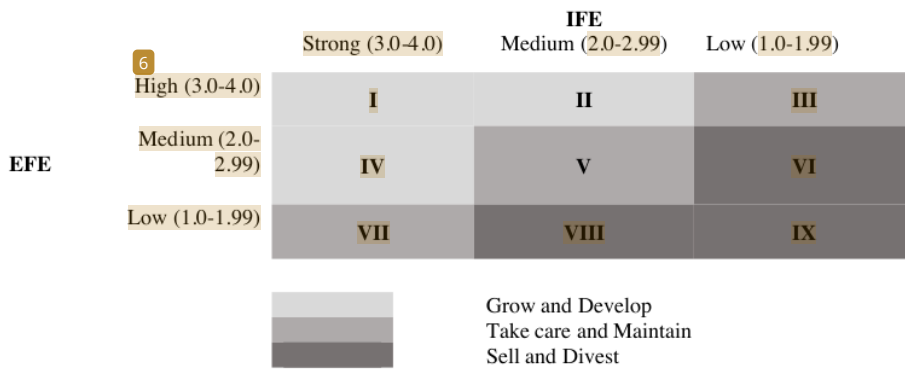 IFE
Strong (3.0-4.0) Medium (2.0-2.99) Low (1.0-1.99)
6
High (3.0-4.0) I II III
Medium (2.0-
2.99)
EFE IV V VI
Low (1.0-1.99) VII VIII IX
Grow and Develop
Take care and Maintain
Sell and Divest